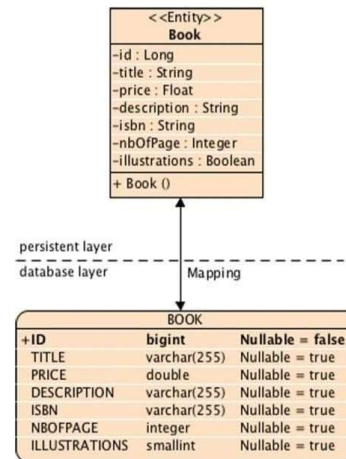 <<Entity>>
Book
-id : Long
-title : String
-price : Float
-description : String
-isbn : String
-nbOfPage : Integer
-illustrations : Boolean
+ Book ()
persistent layer
database layer
Mapping
BOOK
+ID bigint Nullable = false
TITLE varchar(255) Nullable = true
PRICE double Nullable = true
DESCRIPTION varchar(255) Nullable = true
ISBN varchar(255) Nullable = true
NBOFPAGE integer Nullable = true
ILLUSTRATIONS smallint Nullable = true